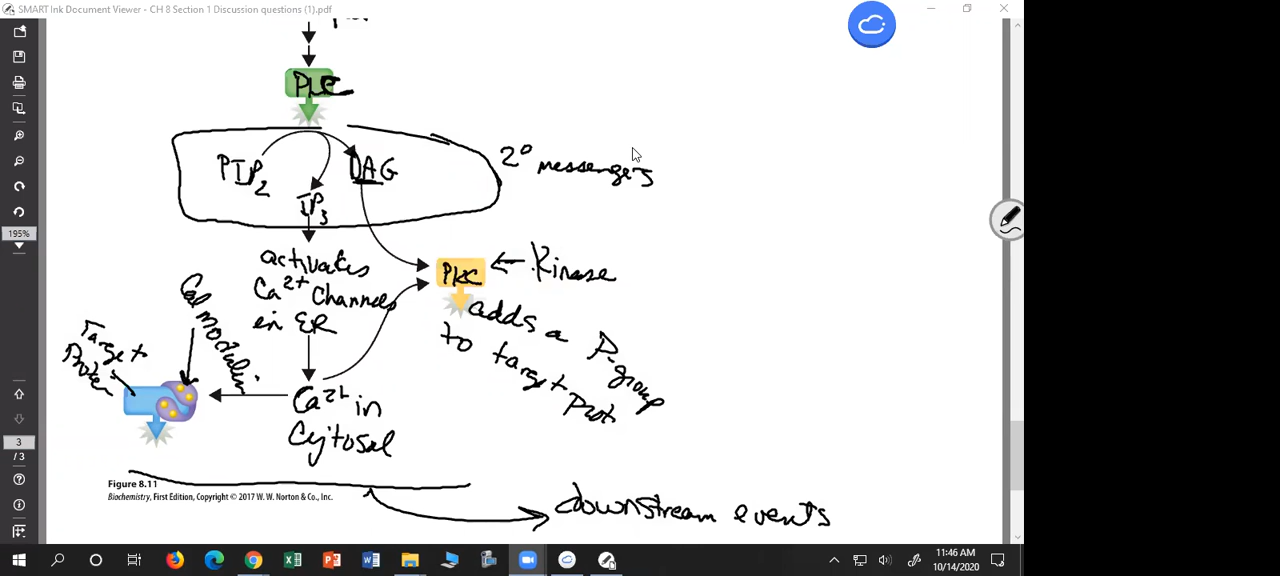 SMART Ink Document Viewer - CH 8 Section 1 Discussion questions (1).pdf
PLC
PIP2
DAG
2° messengers
IP3
activates
Ca2+ Channels
in ER
PKC
← Kinase
adds a P-group
to target Prot
Calmodulin
Target
Protein
Ca2+ in
Cytosol
195%
3
/ 3
Figure 8.11
Biochemistry, First Edition, Copyright © 2017 W. W. Norton & Co., Inc.
downstream events
11:46 AM
10/14/2020